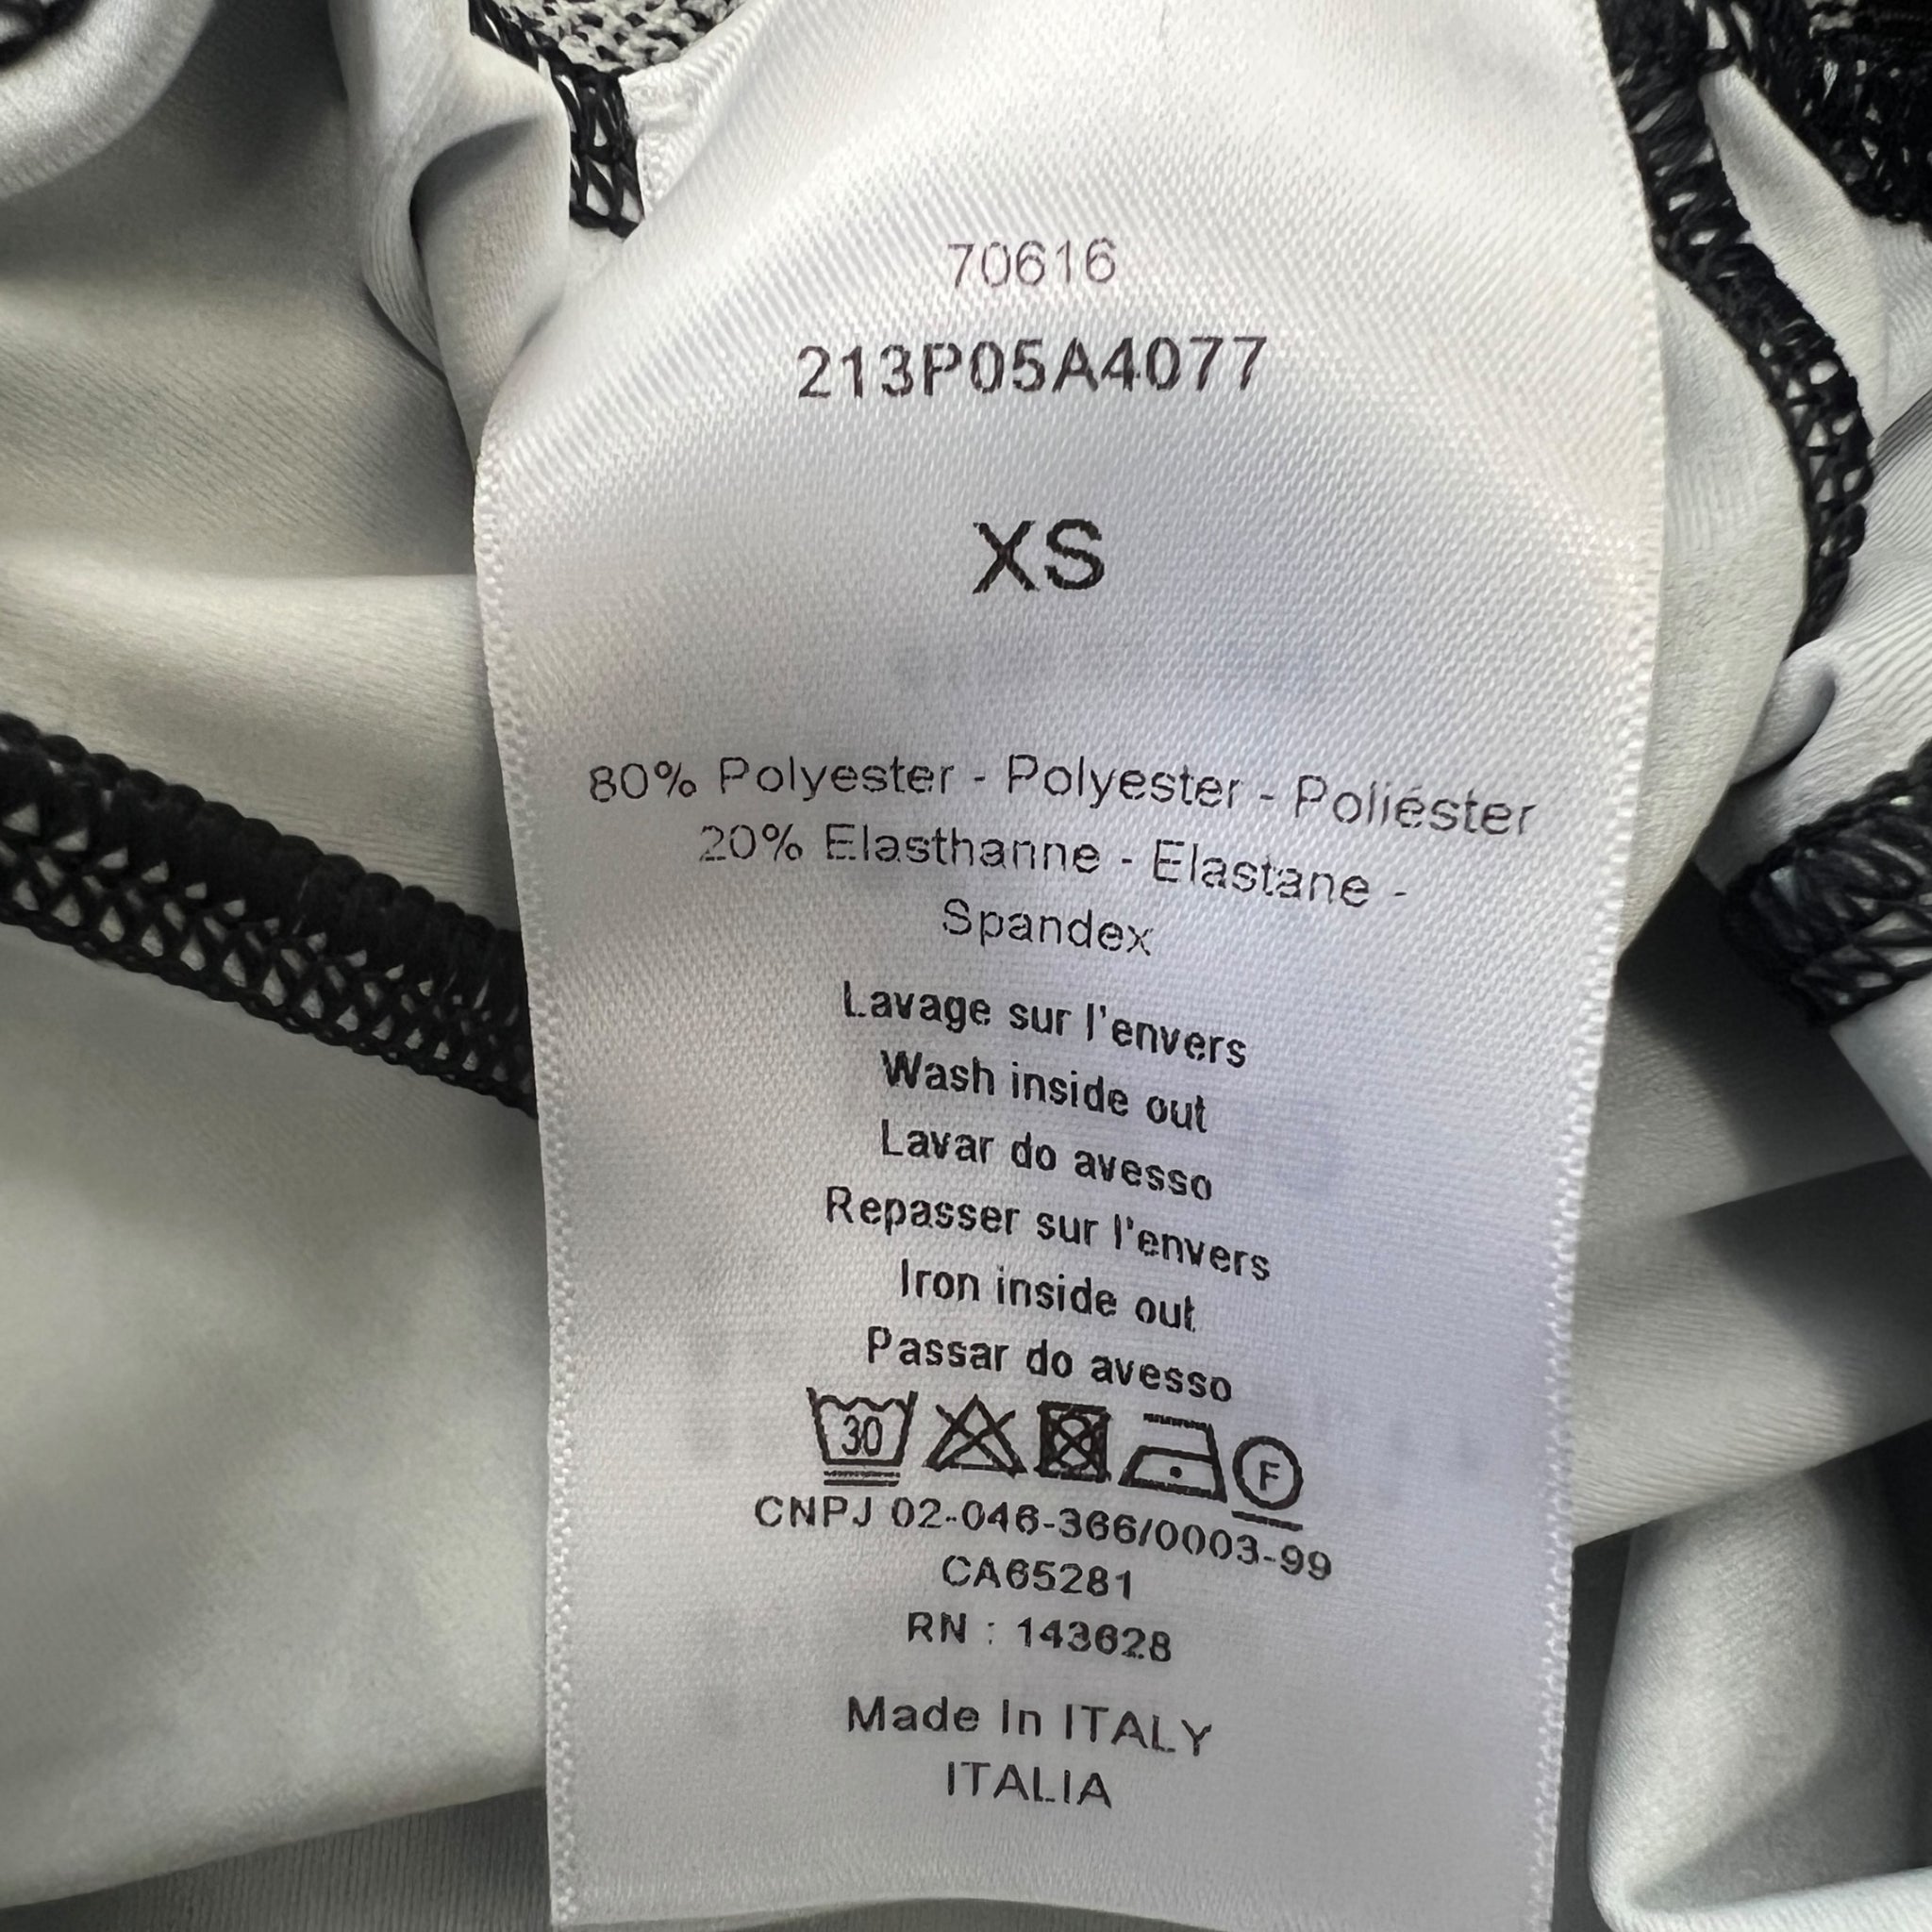 70616
213P05A4077
XS
80% Polyester - Polyester - Poliéster
20% Elasthanne - Elastane -
Spandex
Lavage sur l'envers
Wash inside out
Lavar do avesso
Repasser sur l'envers
Iron inside out
Passar do avesso
30 F
CNPJ 02-046-366/0003-99
CA65281
RN : 143628
Made In ITALY
ITALIA